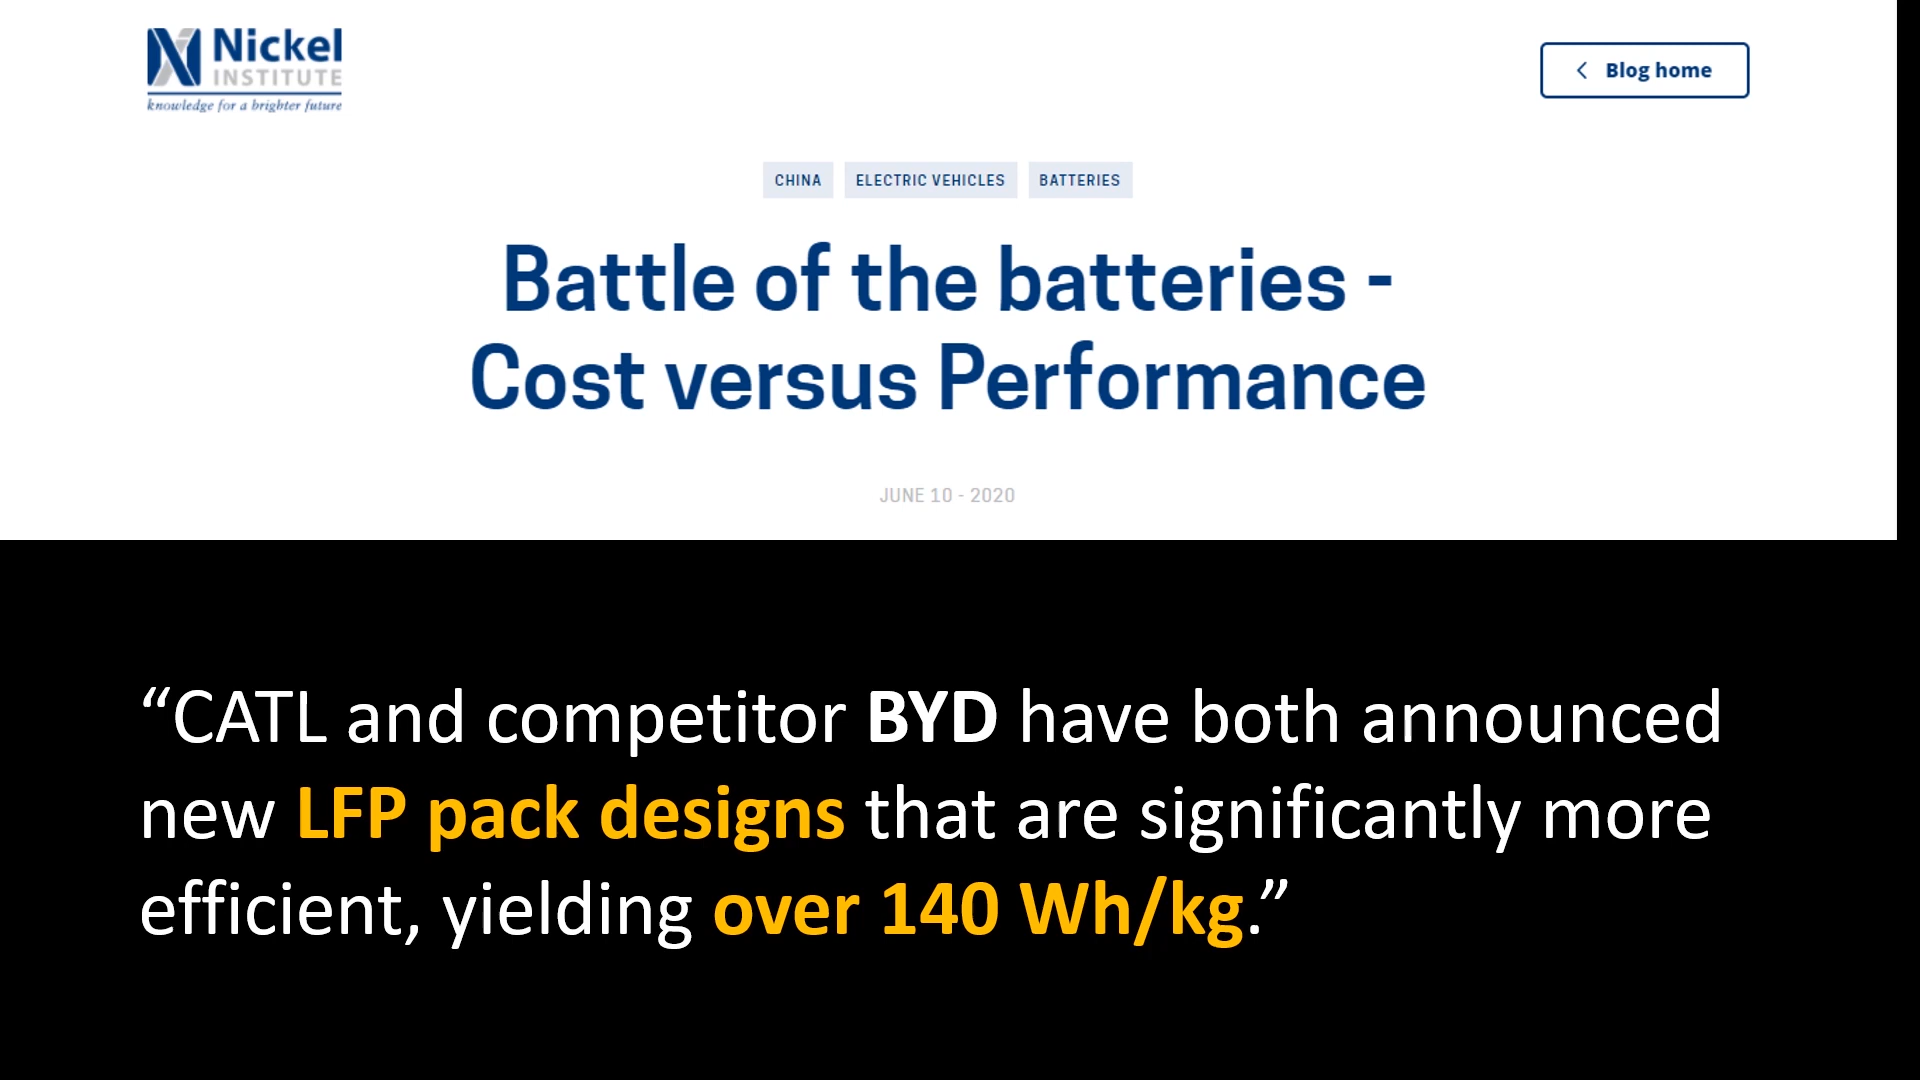 Nickel
INSTITUTE
knowledge for a brighter future
Blog home
CHINA ELECTRIC VEHICLES BATTERIES
Battle of the batteries -
Cost versus Performance
JUNE 10 - 2020
“CATL and competitor BYD have both announced
new LFP pack designs that are significantly more
efficient, yielding over 140 Wh/kg.”